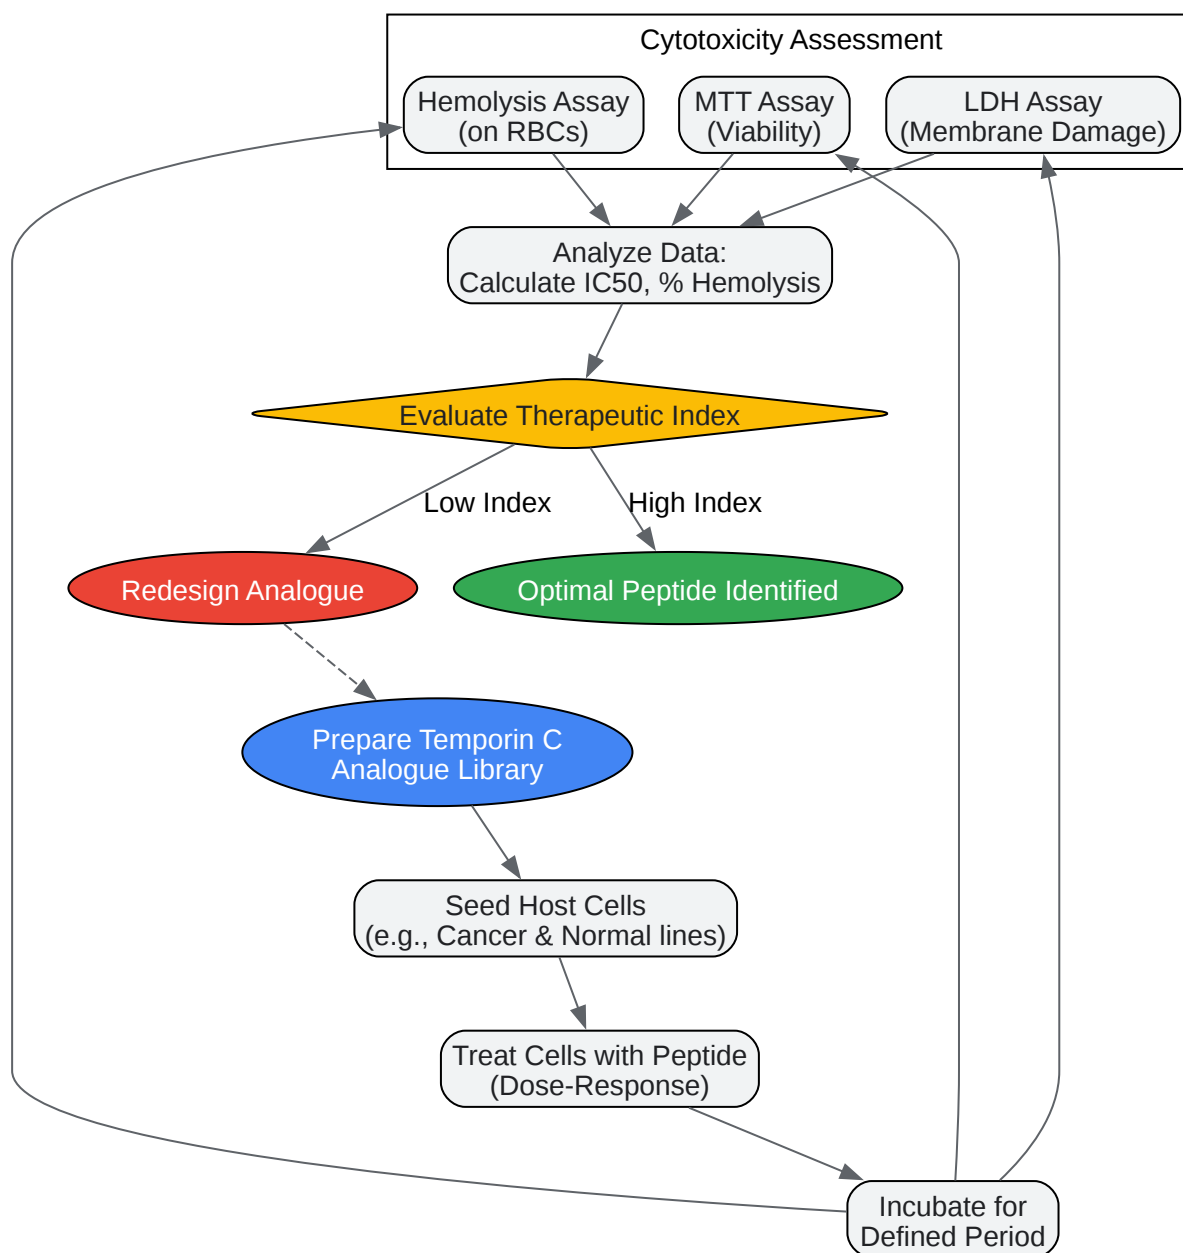 Cytotoxicity Assessment
Hemolysis Assay
(on RBCs)
MTT Assay
(Viability)
LDH Assay
(Membrane Damage)
Analyze Data:
Calculate IC50, % Hemolysis
Evaluate Therapeutic Index
Low Index
High Index
Redesign Analogue
Optimal Peptide Identified
Prepare Temporin C
Analogue Library
Seed Host Cells
(e.g., Cancer & Normal lines)
Treat Cells with Peptide
(Dose-Response)
Incubate for
Defined Period